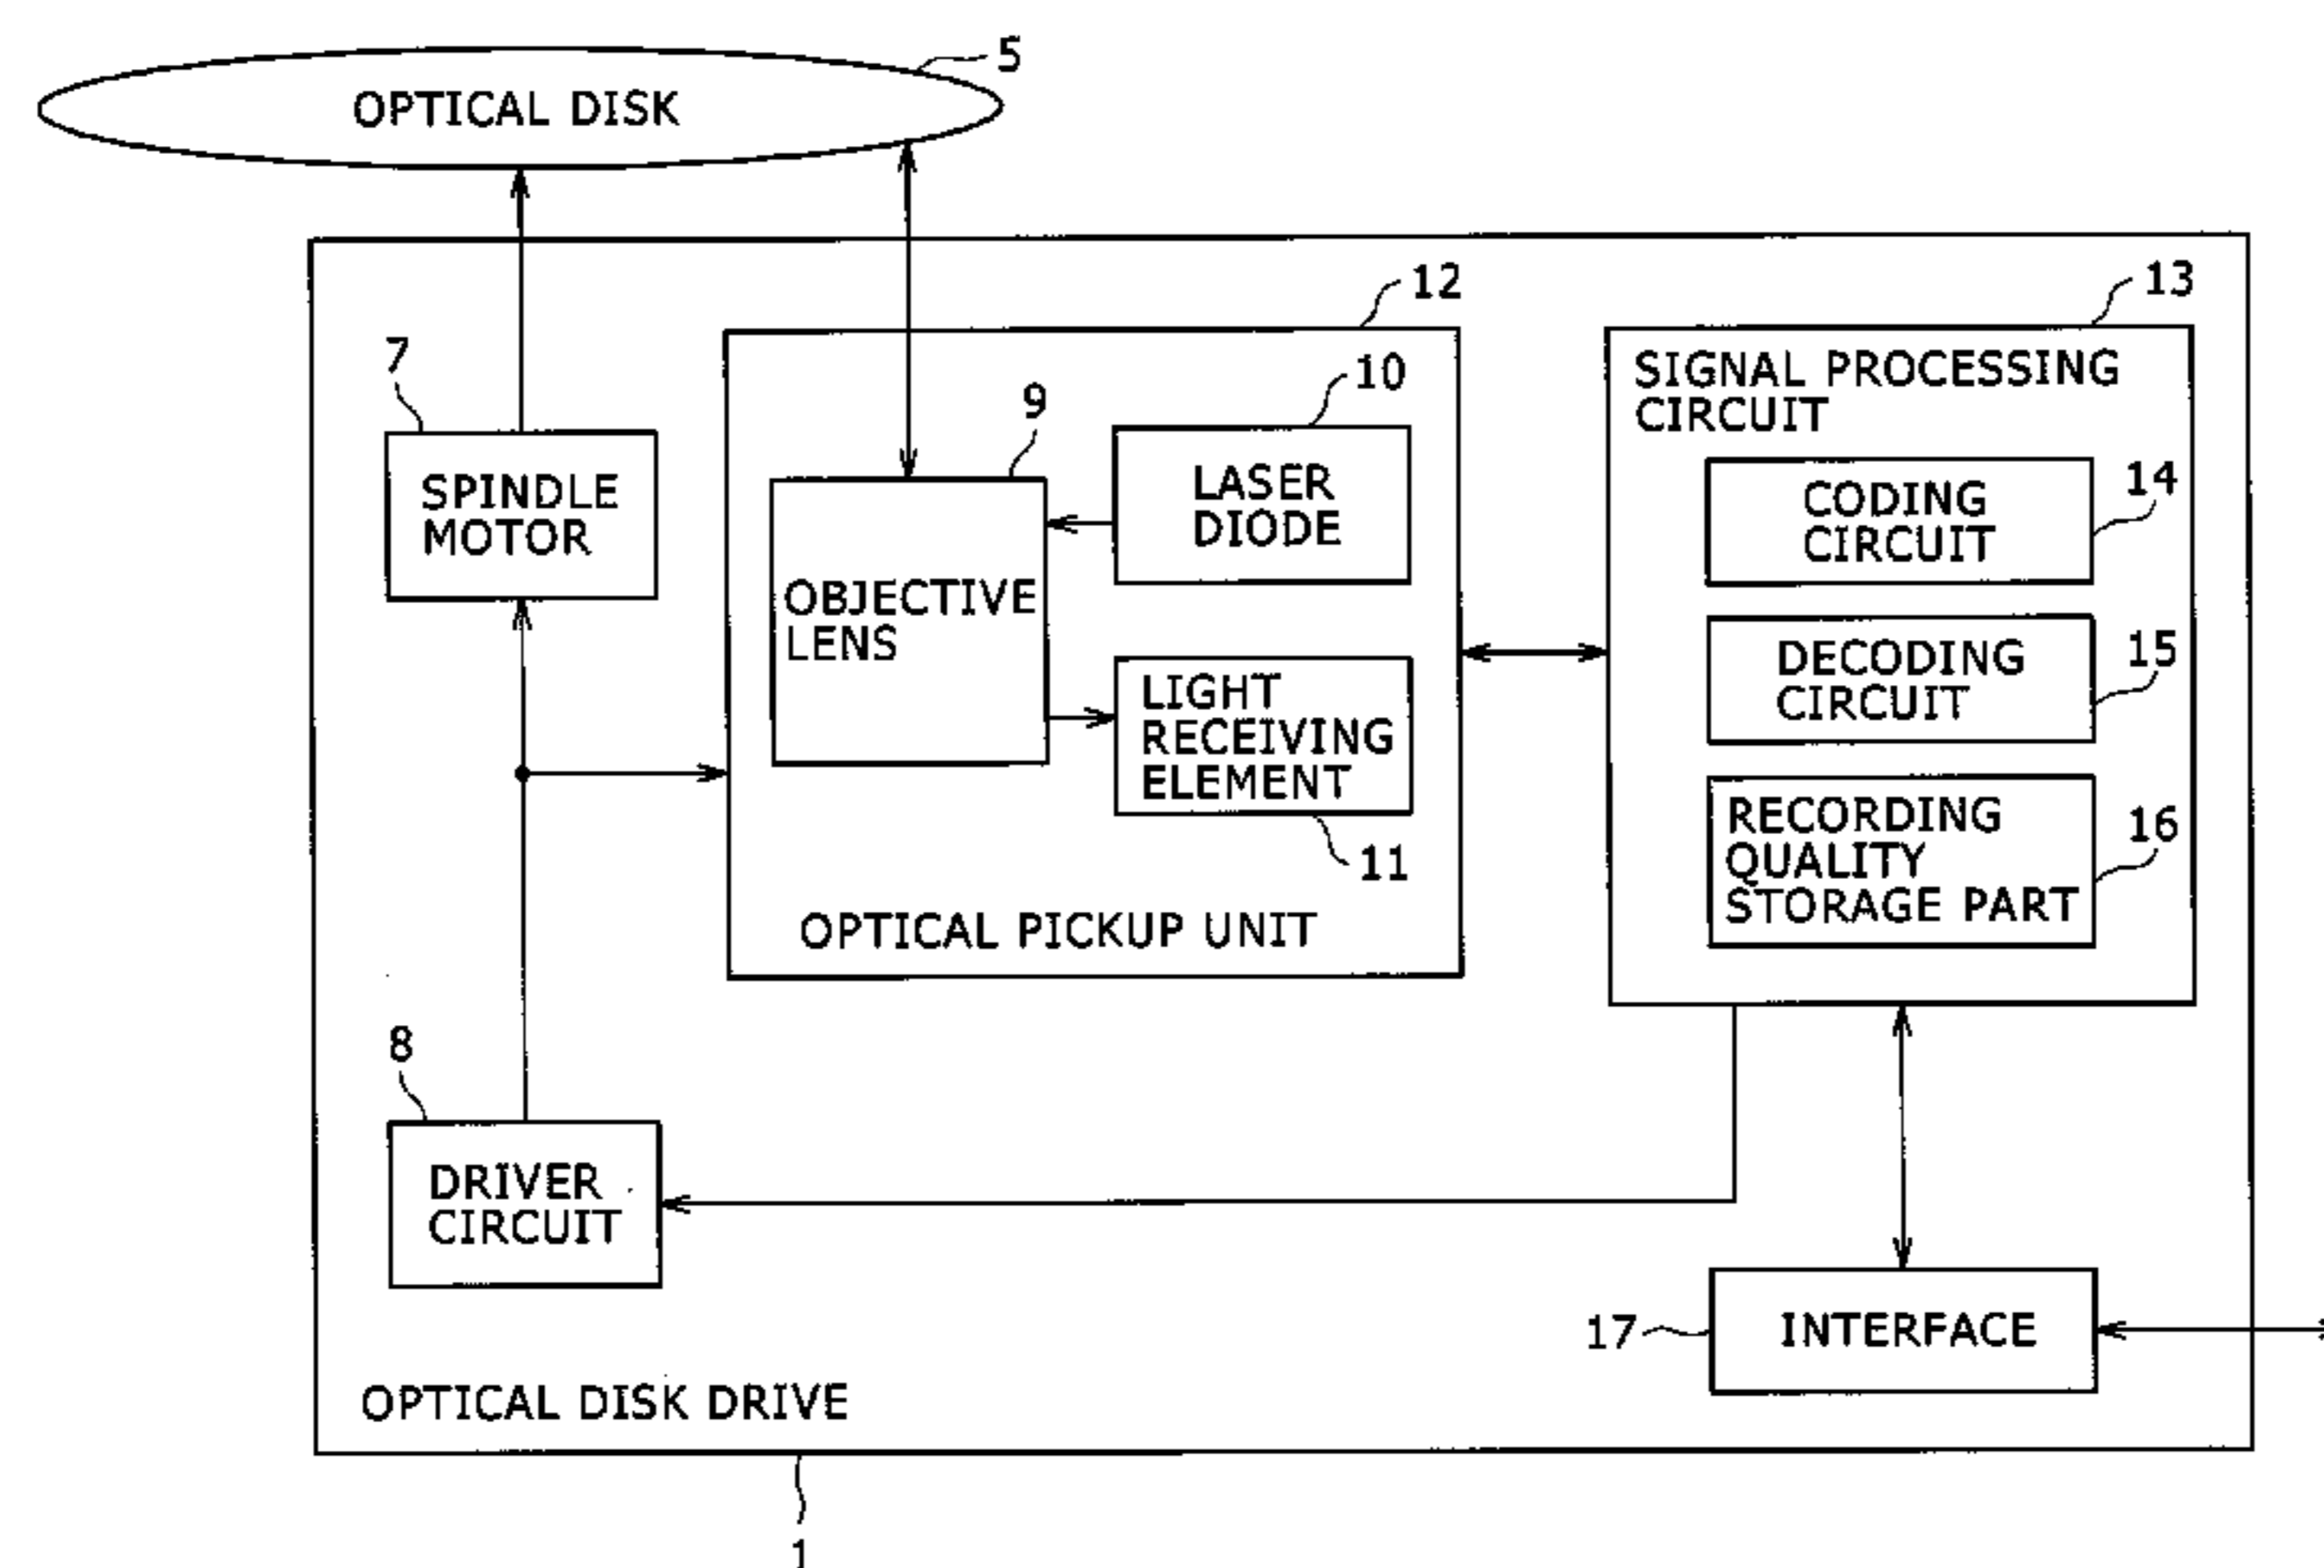 5
OPTICAL DISK
12
13
7
SIGNAL PROCESSING
CIRCUIT
10
9
LASER
DIODE
SPINDLE
MOTOR
CODING
CIRCUIT
14
OBJECTIVE
LENS
DECODING
CIRCUIT
15
LIGHT
RECEIVING
ELEMENT
RECORDING
QUALITY
STORAGE PART
16
11
OPTICAL PICKUP UNIT
8
DRIVER
CIRCUIT
17
INTERFACE
OPTICAL DISK DRIVE
1